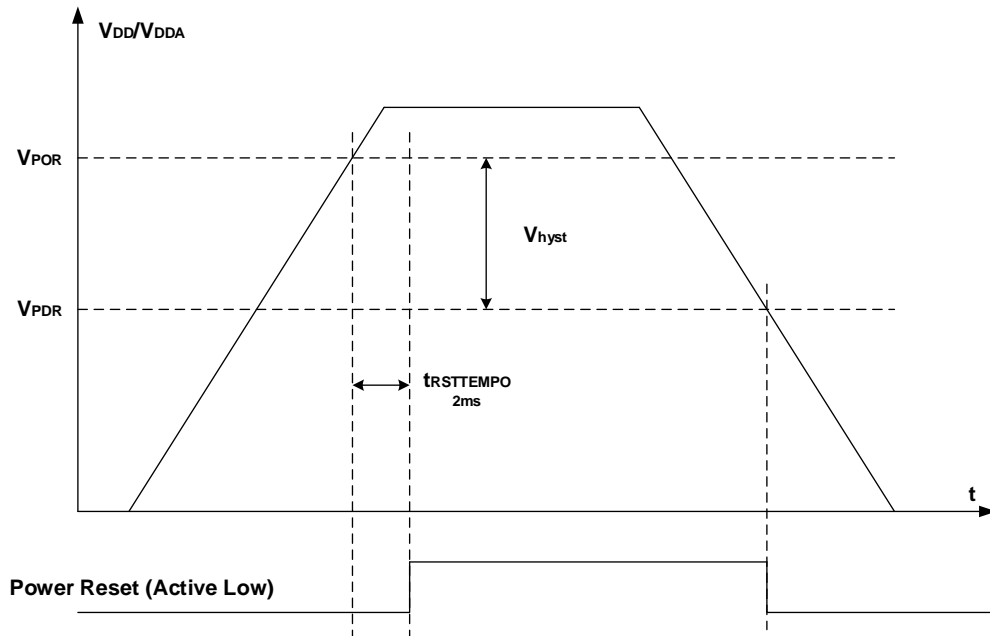 VDD/VDDA
VPOR
Vhyst
VPDR
tRSTTEMPO
2ms
t
Power Reset (Active Low)